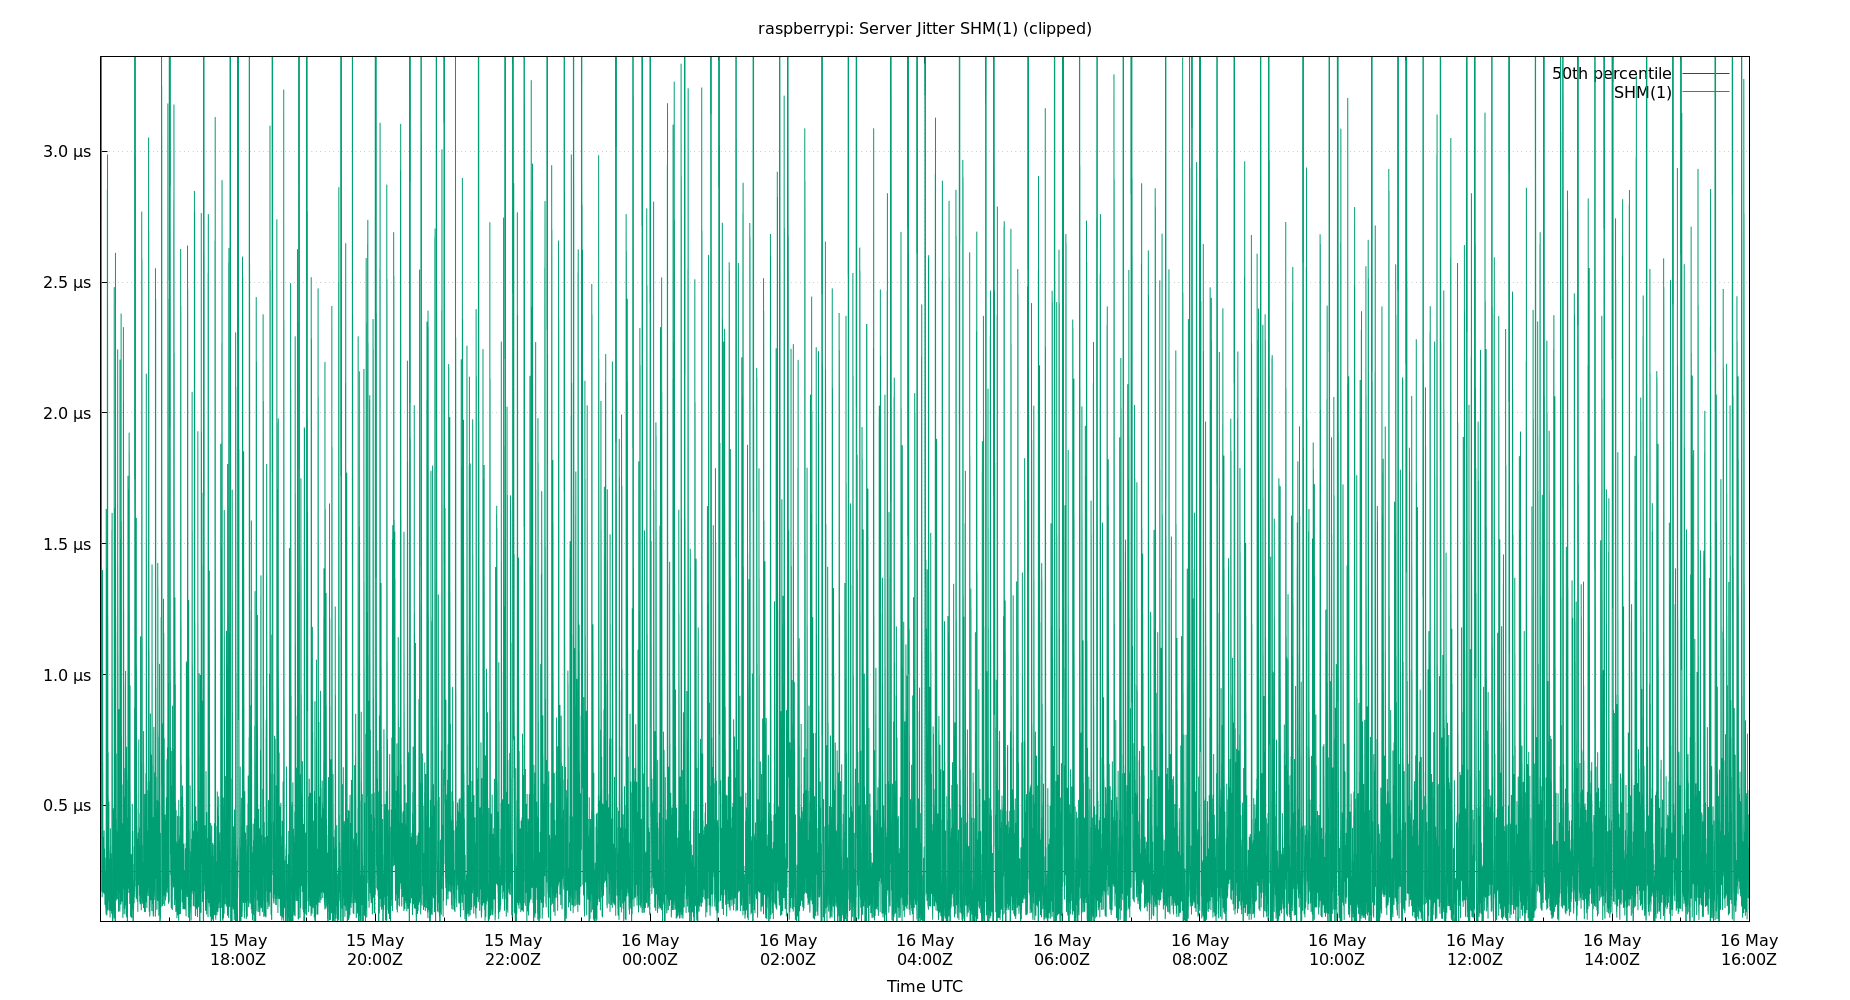 raspberrypi: Server Jitter SHM(1) (clipped)
50th percentile
SHM(1)
3.0 µs
2.5 µs
2.0 µs
1.5 µs
1.0 µs
0.5 µs
15 May 15 May 15 May 16 May 16 May 16 May 16 May 16 May 16 May 16 May 16 May 16 May
18:00Z 20:00Z 22:00Z 00:00Z 02:00Z 04:00Z 06:00Z 08:00Z 10:00Z 12:00Z 14:00Z 16:00Z
Time UTC